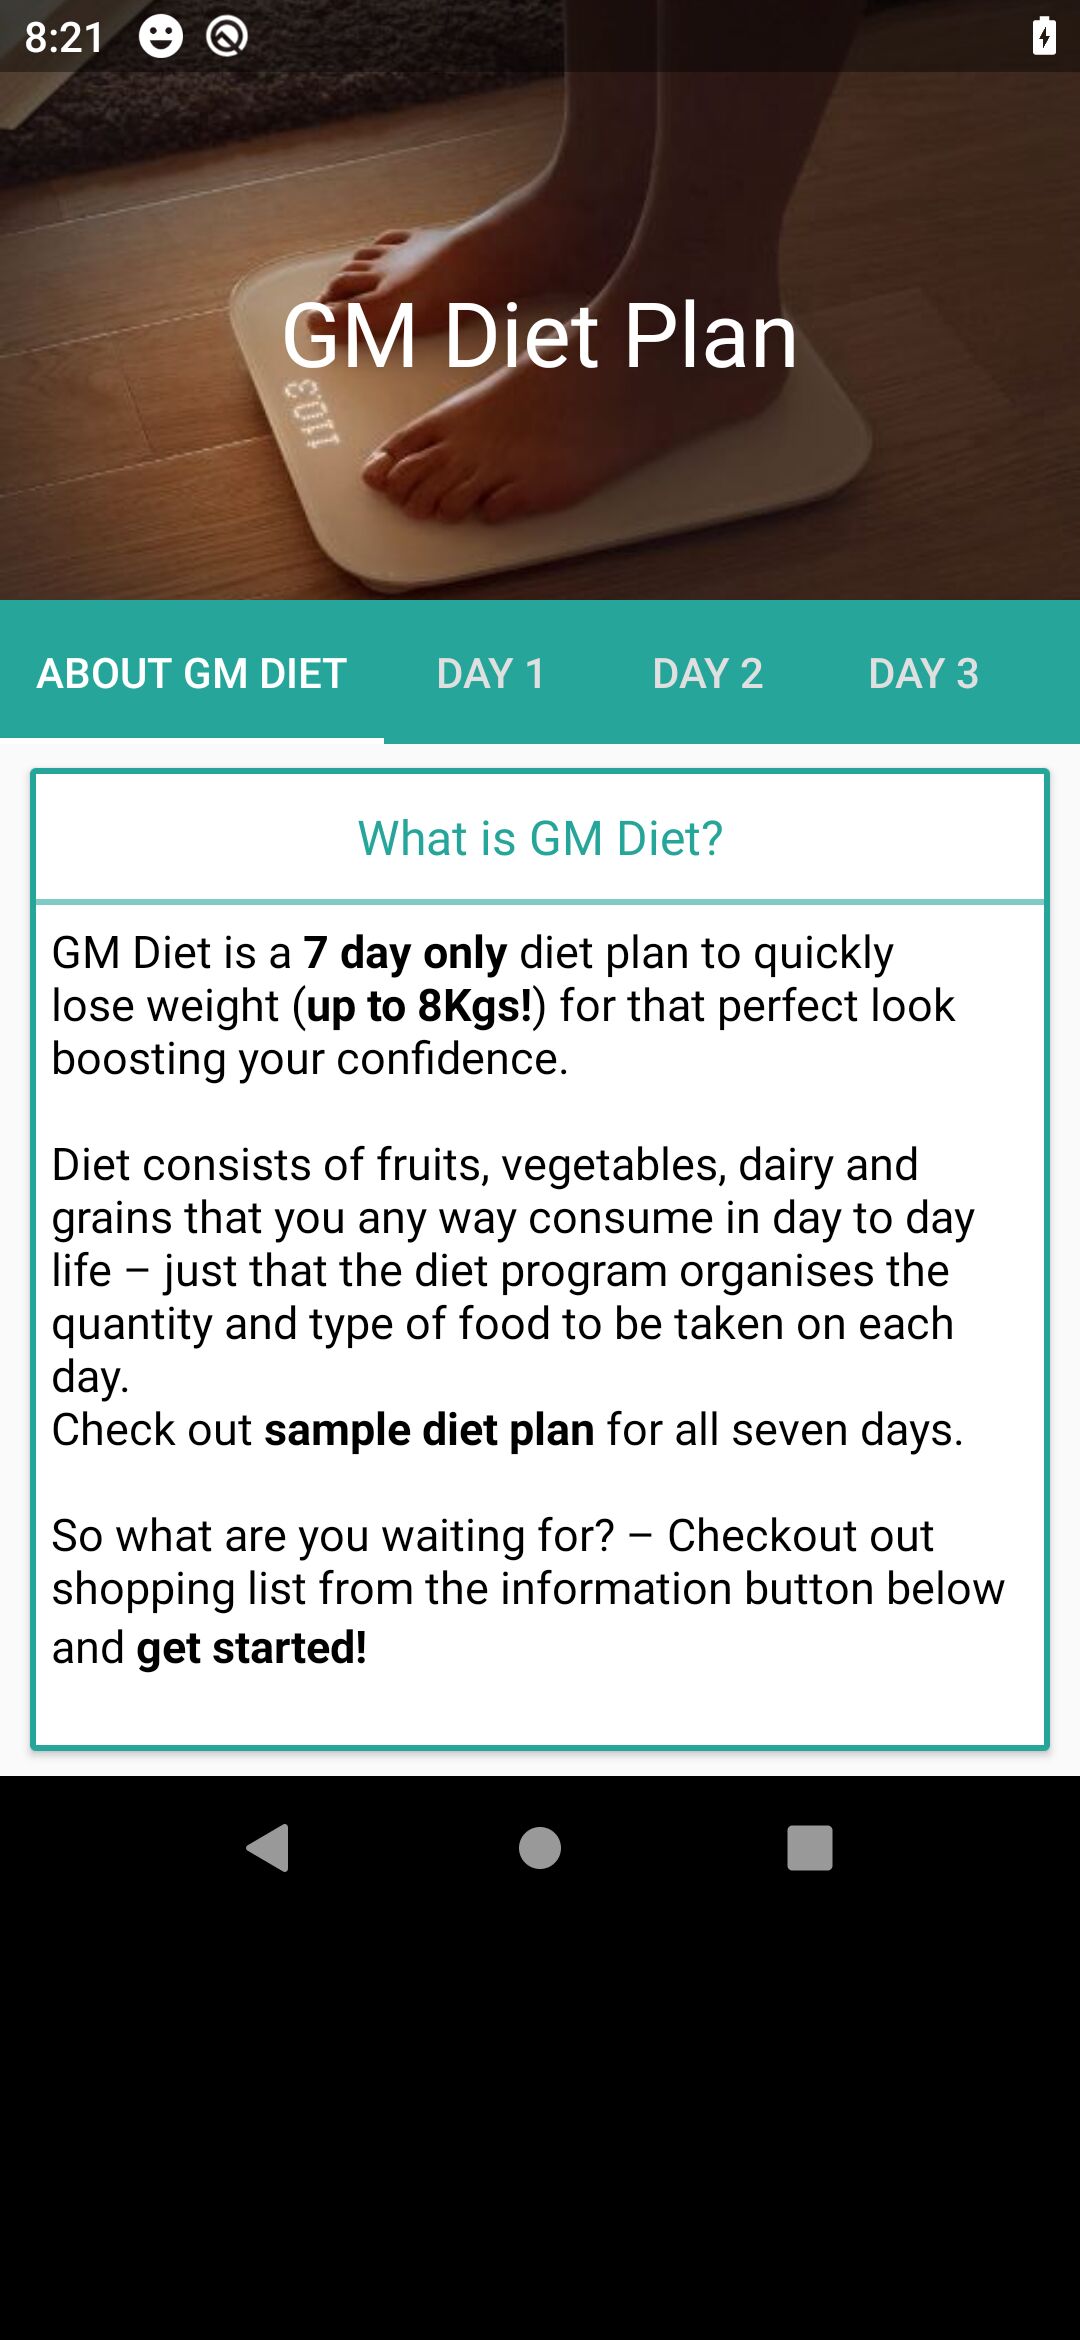 8:21
GM Diet Plan
ABOUT GM DIET DAY 1 DAY 2 DAY 3
What is GM Diet?
GM Diet is a 7 day only diet plan to quickly
lose weight (up to 8Kgs!) for that perfect look
boosting your confidence.
Diet consists of fruits, vegetables, dairy and
grains that you any way consume in day to day
life – just that the diet program organises the
quantity and type of food to be taken on each
day.
Check out sample diet plan for all seven days.
So what are you waiting for? – Checkout out
shopping list from the information button below
and get started!